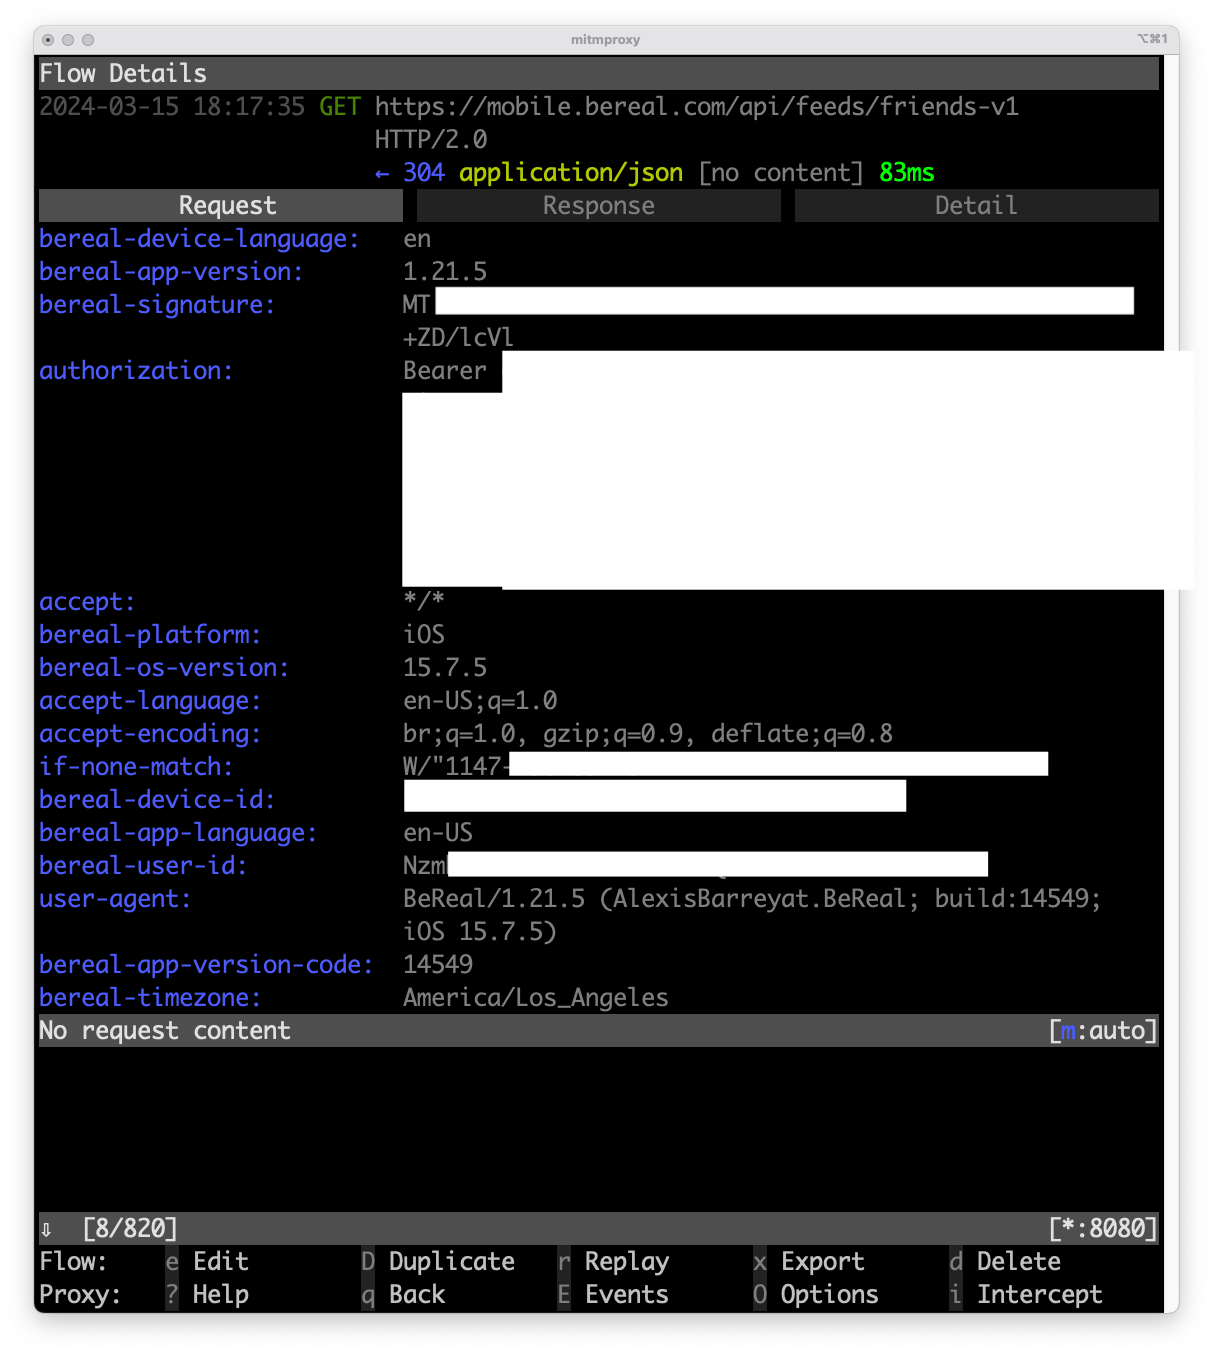 mitmproxy ⌥⌘1
Flow Details
2024-03-15 18:17:35 GET https://mobile.bereal.com/api/feeds/friends-v1
HTTP/2.0
← 304 application/json [no content] 83ms
Request Response Detail
bereal-device-language: en
bereal-app-version: 1.21.5
bereal-signature: MT
+ZD/lcVl
authorization: Bearer
accept: */*
bereal-platform: iOS
bereal-os-version: 15.7.5
accept-language: en-US;q=1.0
accept-encoding: br;q=1.0, gzip;q=0.9, deflate;q=0.8
if-none-match: W/"1147-
bereal-device-id:
bereal-app-language: en-US
bereal-user-id: Nzm
user-agent: BeReal/1.21.5 (AlexisBarreyat.BeReal; build:14549;
iOS 15.7.5)
bereal-app-version-code: 14549
bereal-timezone: America/Los_Angeles
No request content [m:auto]
⇩ [8/820] [*:8080]
Flow: e Edit D Duplicate r Replay x Export d Delete
Proxy: ? Help q Back E Events O Options i Intercept